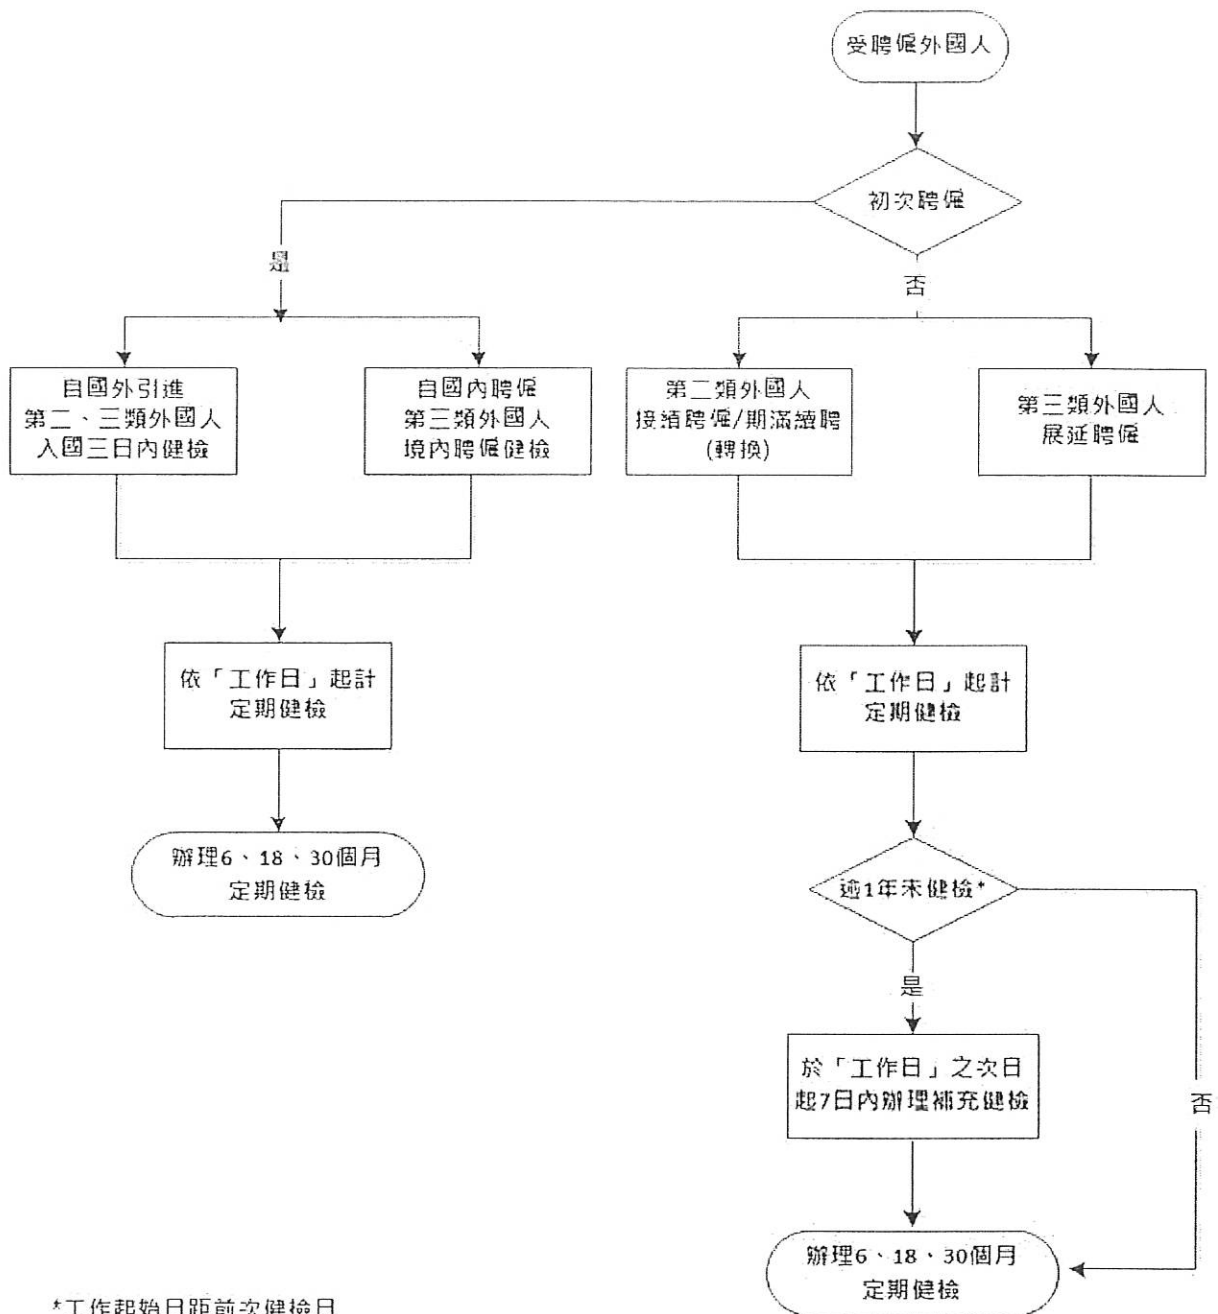 受聘僱外國人
初次聘僱
是
否
自國外引進
第二、三類外國人
入國三日內健檢
自國內聘僱
第三類外國人
境內聘僱健檢
第二類外國人
接續聘僱/期滿續聘
(轉換)
第三類外國人
展延聘僱
依「工作日」起計
定期健檢
依「工作日」起計
定期健檢
辦理6、18、30個月
定期健檢
逾1年未健檢*
是
否
於「工作日」之次日
起7日內辦理補充健檢
辦理6、18、30個月
定期健檢
*工作起始日距前次健檢日